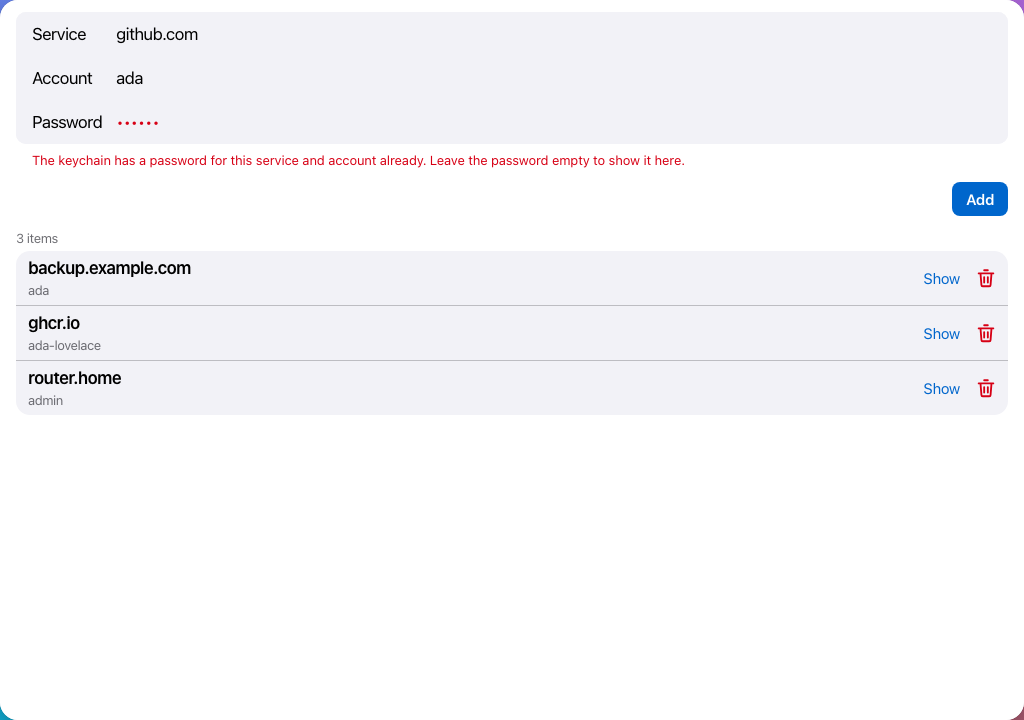 Service github.com
Account ada
Password ••••••
The keychain has a password for this service and account already. Leave the password empty to show it here.
Add
3 items
backup.example.com
ada
Show
ghcr.io
ada-lovelace
Show
router.home
admin
Show